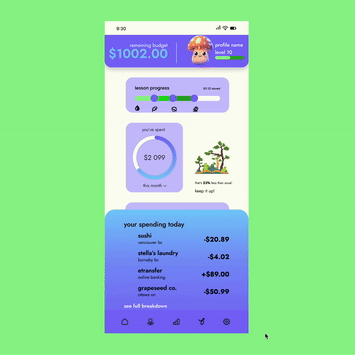 9:30
remaining budget
$1002.00
profile name
level 10
lesson progress
you've spent
$2 099
this month
that's 23% less than usual
keep it up!
your spending today
sushi
vancouver bc
-$20.89
stella's laundry
burnaby bc
-$4.02
etransfer
online banking
+$89.00
grapeseed co.
ottawa on
-$50.99
see full breakdown